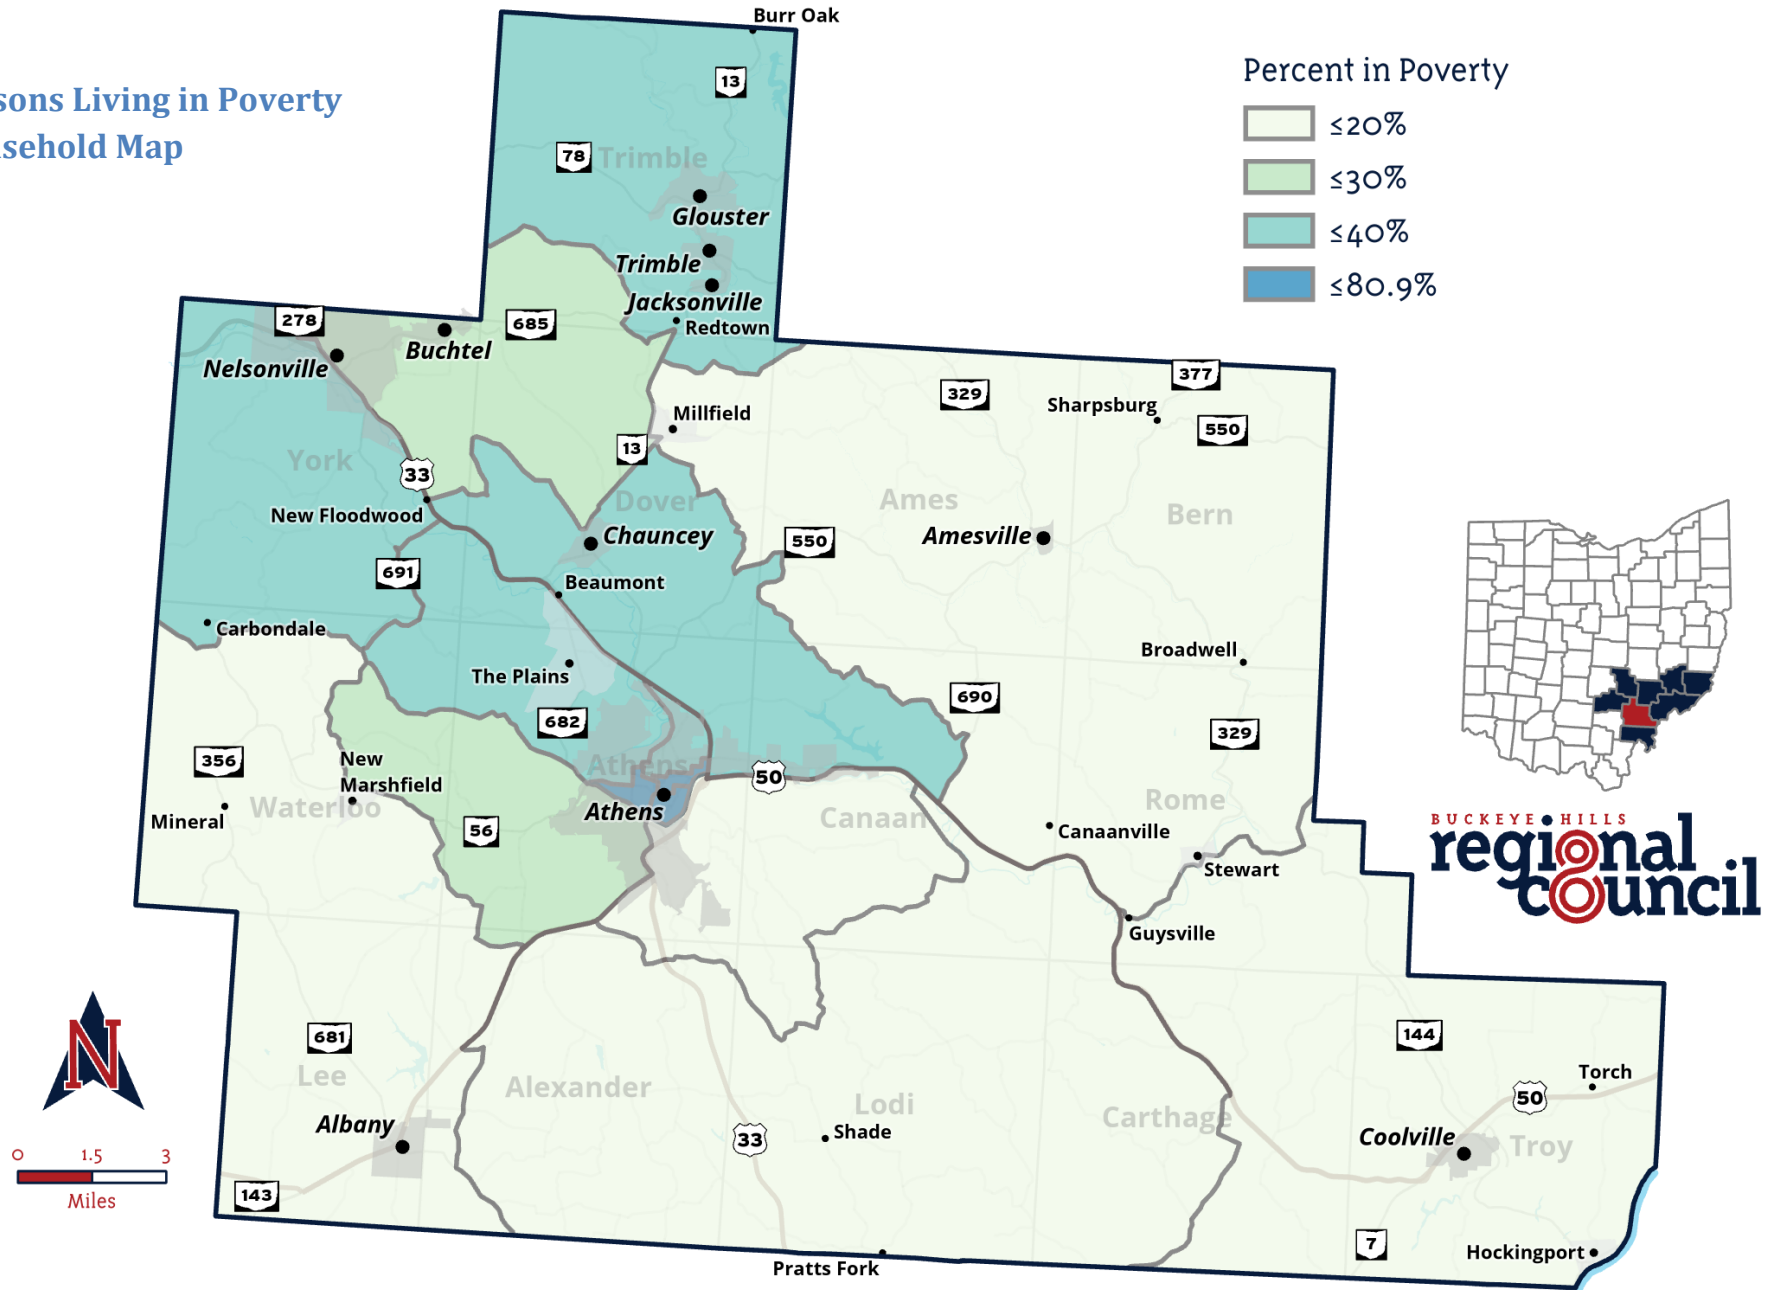 sons Living in Poverty
sehold Map
Burr Oak
13
78
Trimble
Glouster
Trimble
Jacksonville
Redtown
278
685
Buchtel
Nelsonville
Percent in Poverty
≤20%
≤30%
≤40%
≤80.9%
377
329
Sharpsburg
550
Millfield
13
York
33
New Floodwood
Dover
Chauncey
Ames
Bern
Amesville
550
691
Beaumont
Carbondale
The Plains
Broadwell
690
682
329
356
New
Marshfield
Mineral
Waterloo
Athens
50
Athens
56
Canaan
Rome
Canaanville
Stewart
Guysville
BUCKEYE HILLS
regional
council
N
0 1.5 3
Miles
681
Lee
Alexander
Albany
143
33
Lodi
Shade
Carthage
144
Torch
50
Coolville
Troy
7
Hockingport
Pratts Fork